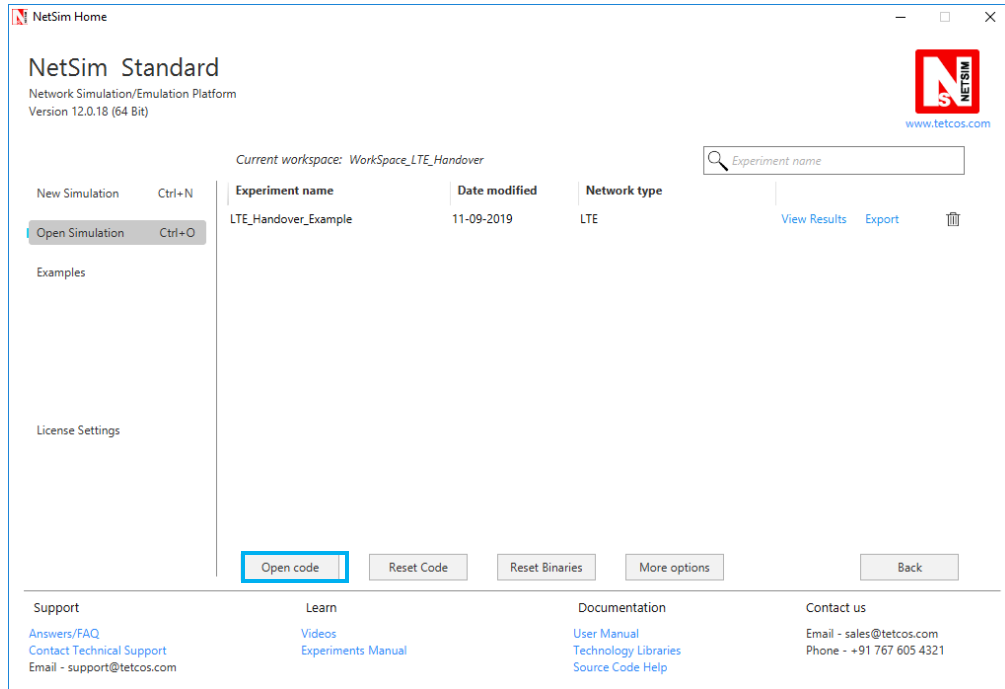 NetSim Home
NetSim Standard
Network Simulation/Emulation Platform
Version 12.0.18 (64 Bit)
NS NETSIM
www.tetcos.com
Current workspace: WorkSpace_LTE_Handover
Experiment name
New Simulation Ctrl+N
Open Simulation Ctrl+O
Examples
License Settings
Experiment name Date modified Network type
LTE_Handover_Example 11-09-2019 LTE View Results Export
Open code Reset Code Reset Binaries More options Back
Support
Answers/FAQ
Contact Technical Support
Email - support@tetcos.com
Learn
Videos
Experiments Manual
Documentation
User Manual
Technology Libraries
Source Code Help
Contact us
Email - sales@tetcos.com
Phone - +91 767 605 4321